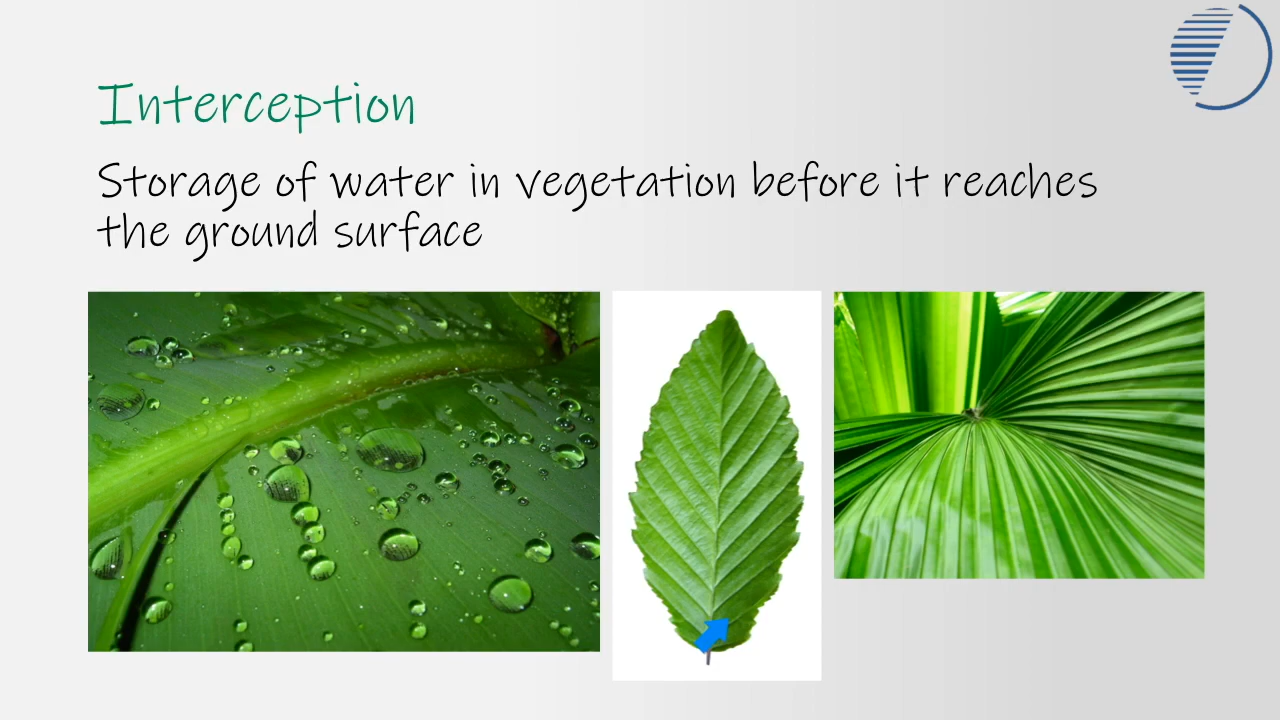 Interception
Storage of water in vegetation before it reaches
the ground surface